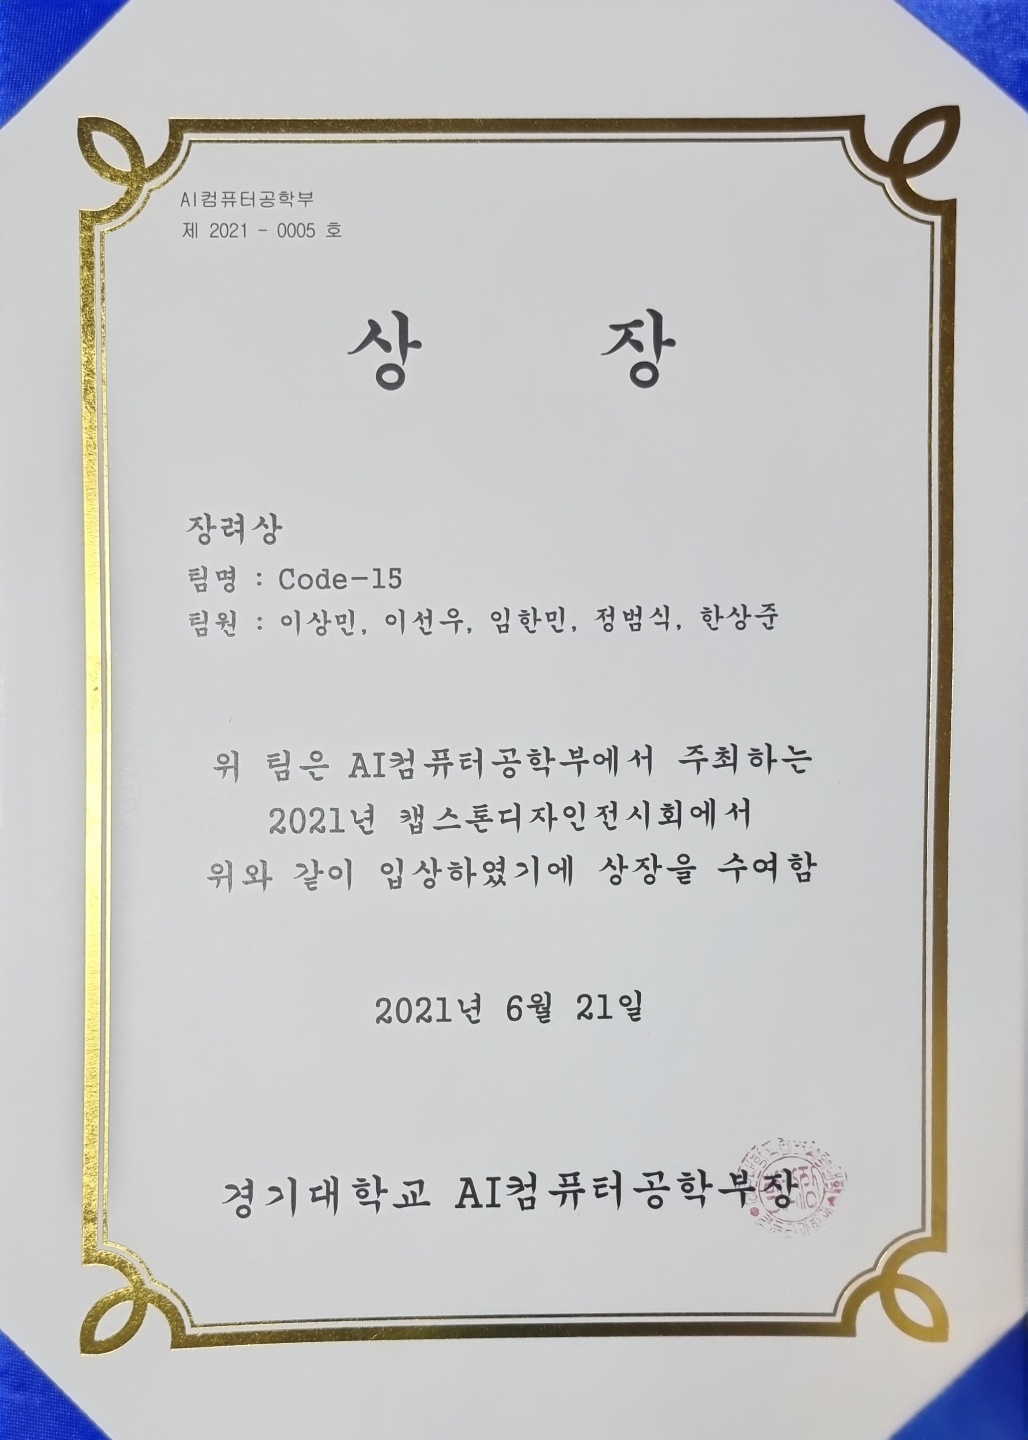 AI컴퓨터공학부
제 2021 - 0005 호
상 장
장려상
팀명 : Code-15
팀원 : 이상민, 이선우, 임한민, 정범식, 한상준
위 팀은 AI컴퓨터공학부에서 주최하는
2021년 캡스톤디자인전시회에서
위와 같이 입상하였기에 상장을 수여함
2021년 6월 21일
경기대학교 AI컴퓨터공학부장